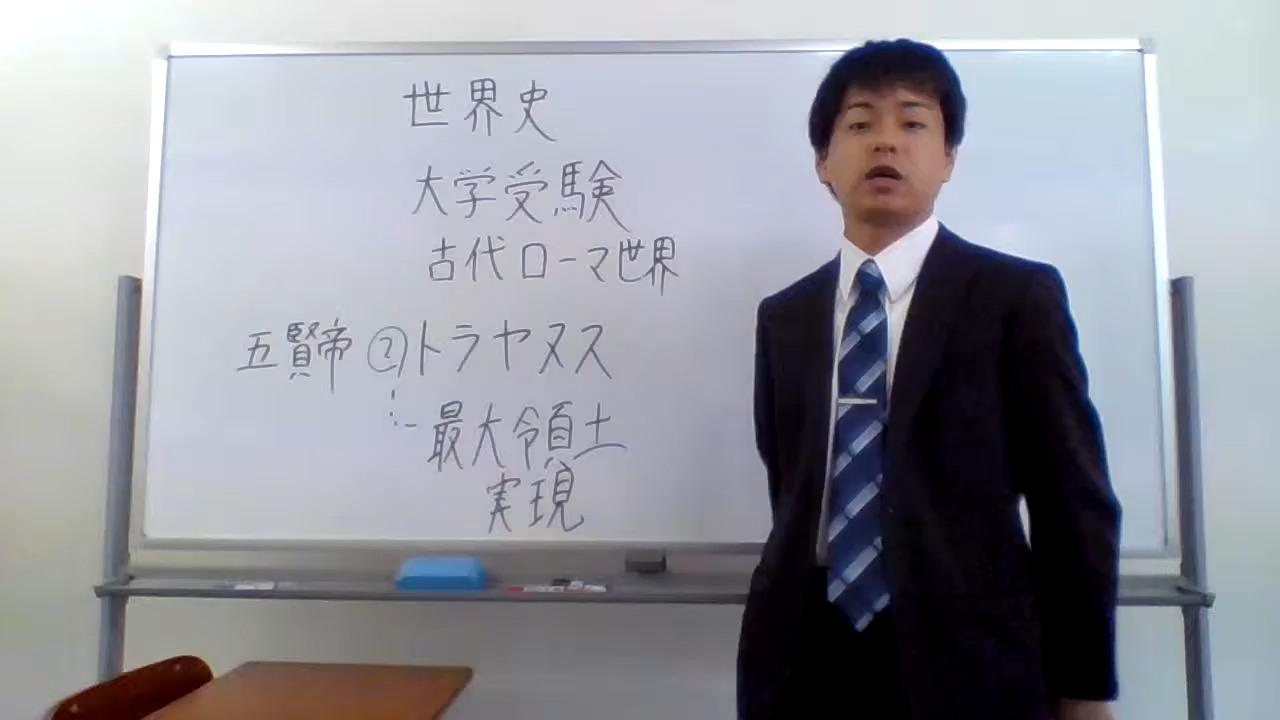 世界史
大学受験
古代ローマ世界
五賢帝 ②トラヤヌス
最大領土
実現